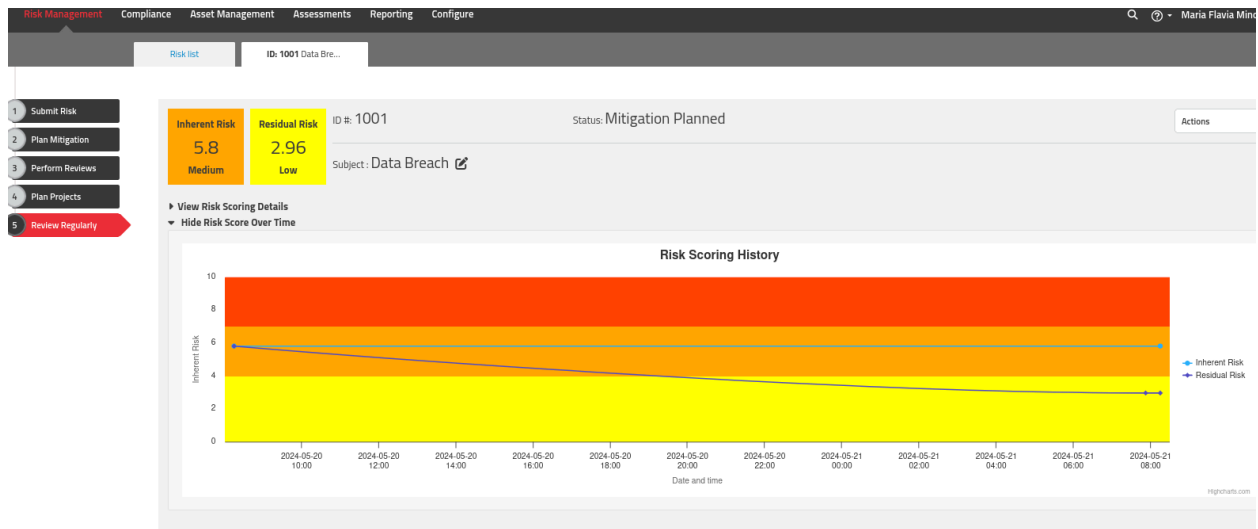 Risk Management Compliance Asset Management Assessments Reporting Configure Maria Flavia
Risk list ID: 1001 Data Bre...
1 Submit Risk
2 Plan Mitigation
3 Perform Reviews
4 Plan Projects
5 Review Regularly
Inherent Risk
5.8
Medium
Residual Risk
2.96
Low
ID #: 1001 Status: Mitigation Planned
Subject : Data Breach
Actions
View Risk Scoring Details
Hide Risk Score Over Time
Risk Scoring History
Inherent Risk
10
8
6
4
2
0
2024-05-20 2024-05-20 2024-05-20 2024-05-20 2024-05-20 2024-05-20 2024-05-20 2024-05-21 2024-05-21 2024-05-21 2024-05-21 2024-05-21
10:00 12:00 14:00 16:00 18:00 20:00 22:00 00:00 02:00 04:00 06:00 08:00
Date and time
Inherent Risk
Residual Risk
Highcharts.com